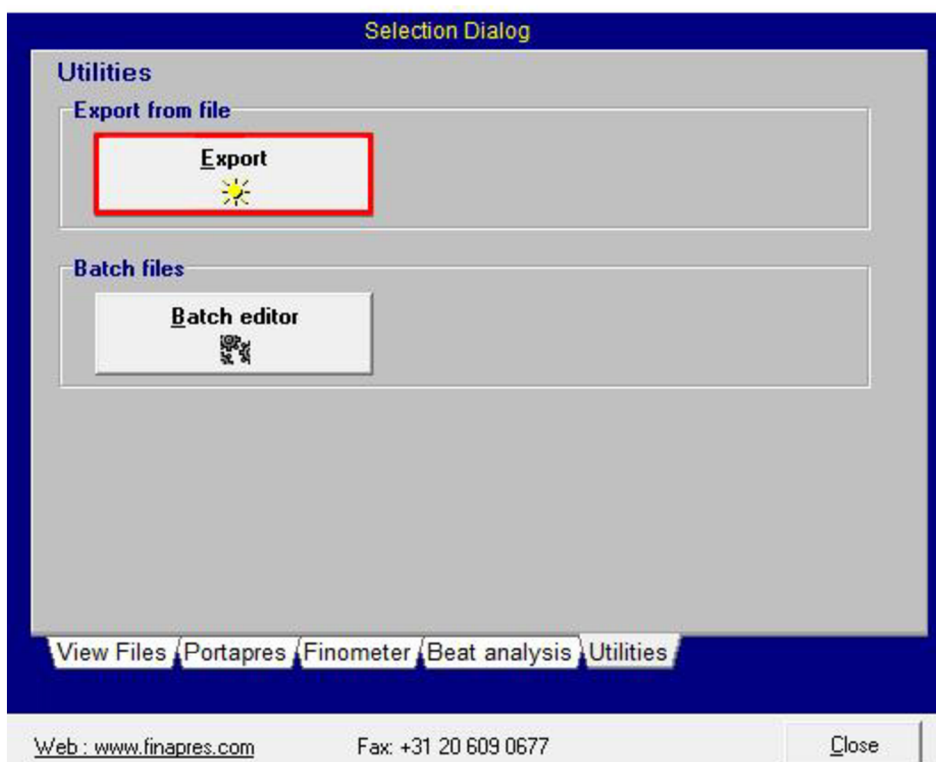 Selection Dialog
Utilities
Export from file
Export
Batch files
Batch editor
View Files Portapres Finometer Beat analysis Utilities
Web : www.finapres.com Fax: +31 20 609 0677 Close